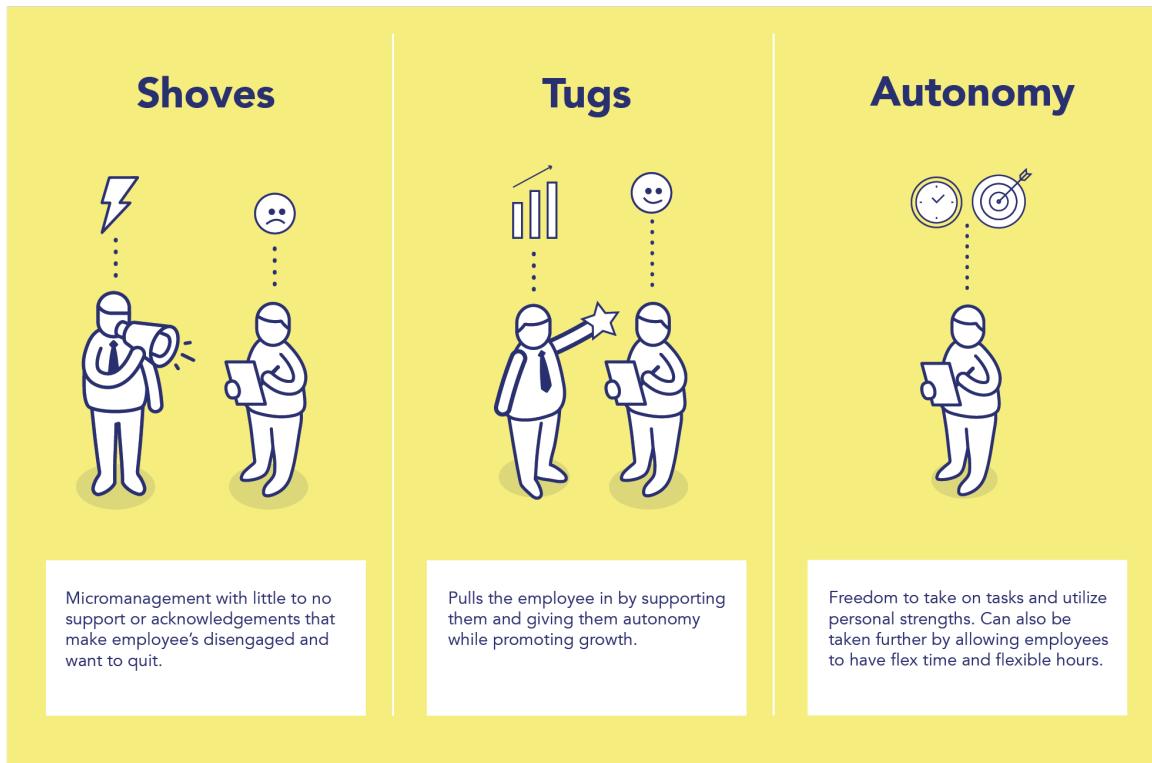 Shoves
Micromanagement with little to no
support or acknowledgements that
make employee's disengaged and
want to quit.
Tugs
Pulls the employee in by supporting
them and giving them autonomy
while promoting growth.
Autonomy
Freedom to take on tasks and utilize
personal strengths. Can also be
taken further by allowing employees
to have flex time and flexible hours.